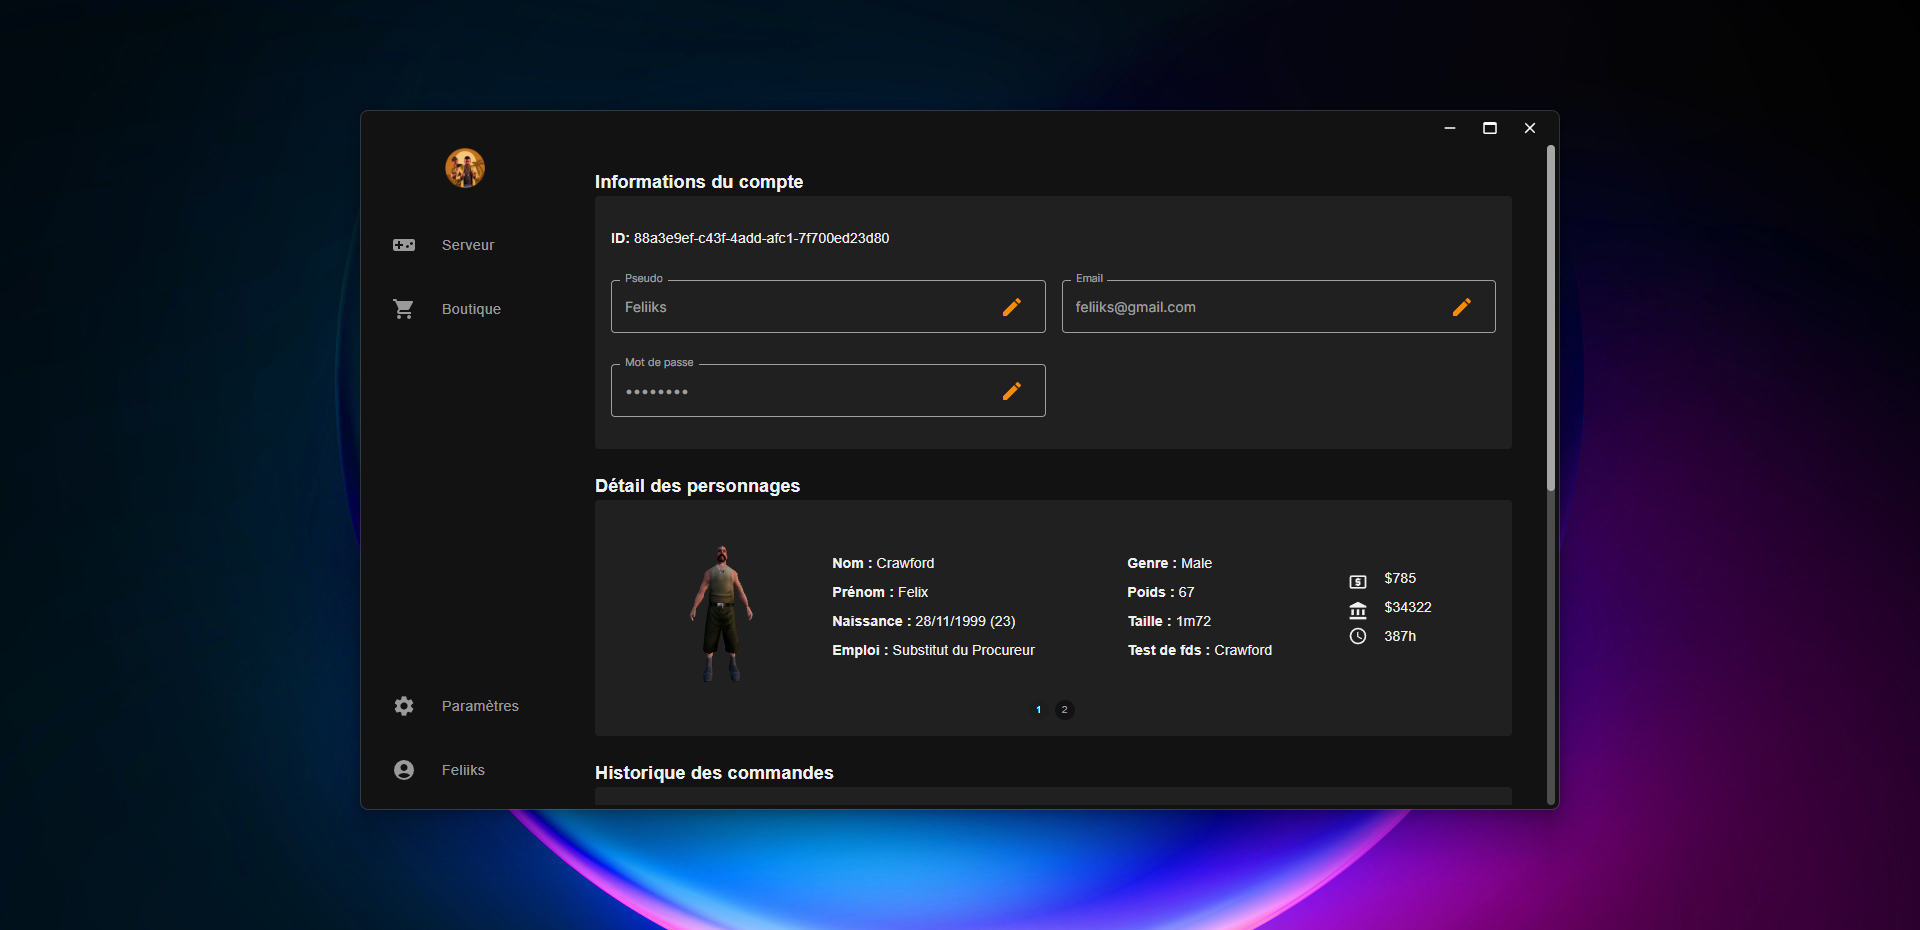 Serveur
Boutique
Paramètres
Feliiks
Informations du compte
ID: 88a3e9ef-c43f-4add-afc1-7f700ed23d80
Pseudo
Feliiks
Email
feliiks@gmail.com
Mot de passe
••••••••
Détail des personnages
Nom : Crawford
Prénom : Felix
Naissance : 28/11/1999 (23)
Emploi : Substitut du Procureur
Genre : Male
Poids : 67
Taille : 1m72
Test de fds : Crawford
$785
$34322
387h
1 2
Historique des commandes